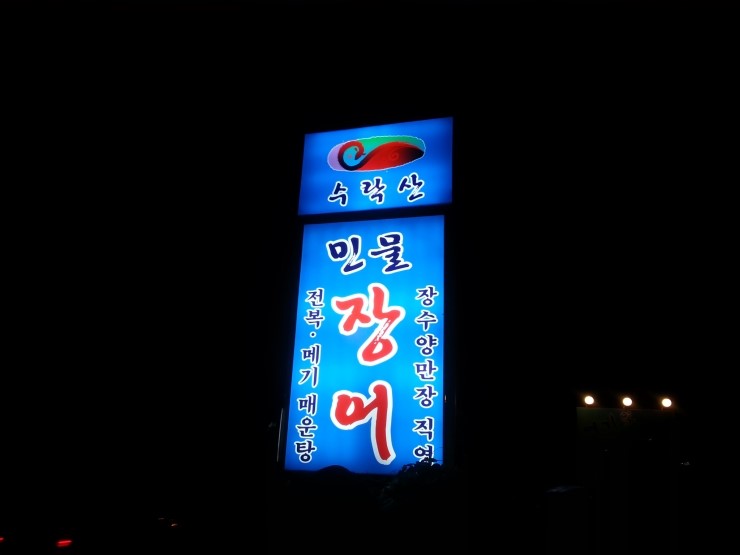 수락산
민물
장어
전복·메기 매운탕
장수양만장 직영